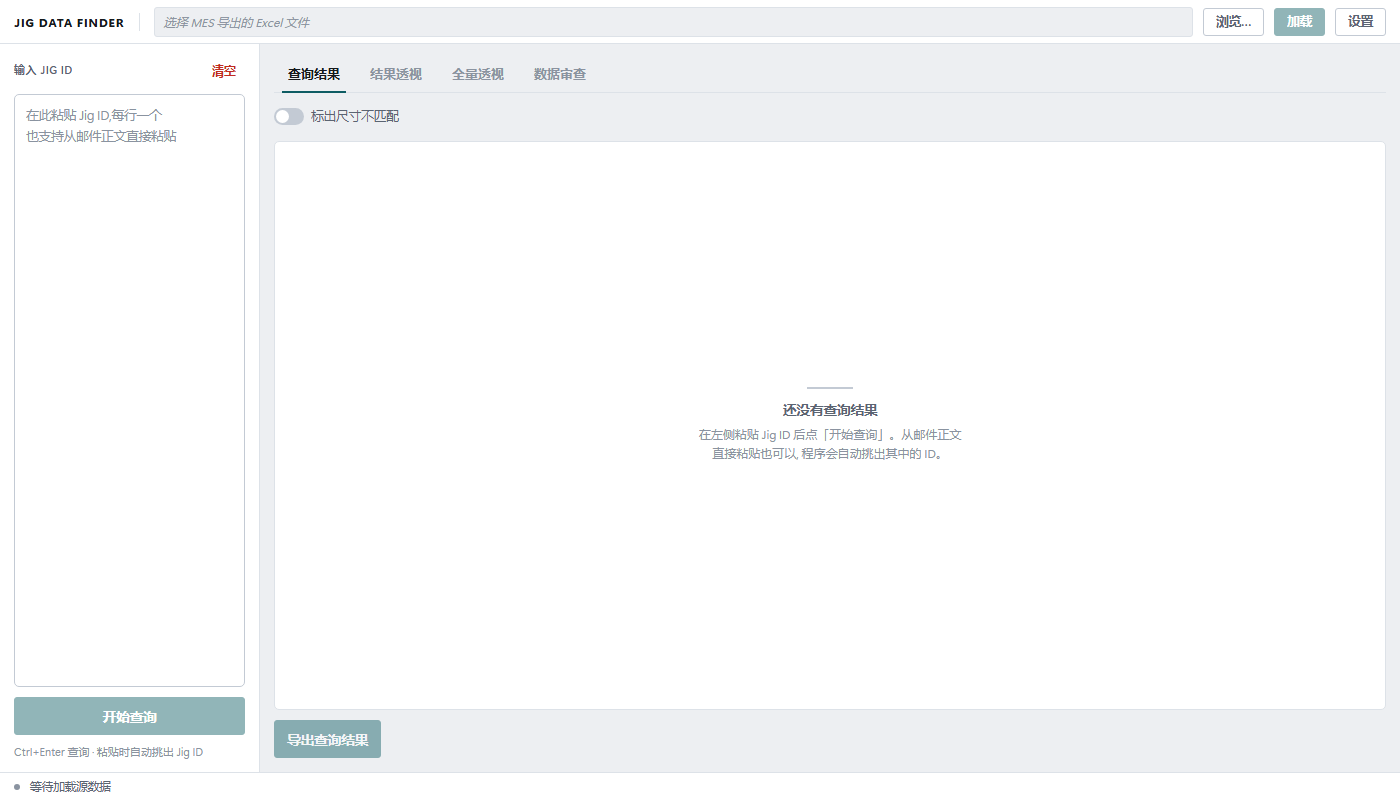 JIG DATA FINDER
选择 MES 导出的 Excel 文件
浏览...
加载
设置
输入 JIG ID
清空
在此粘贴 Jig ID,每行一个
也支持从邮件正文直接粘贴
开始查询
Ctrl+Enter 查询 · 粘贴时自动挑出 Jig ID
查询结果
结果透视
全量透视
数据审查
标出尺寸不匹配
还没有查询结果
在左侧粘贴 Jig ID 后点「开始查询」。从邮件正文
直接粘贴也可以, 程序会自动挑出其中的 ID。
导出查询结果
等待加载源数据